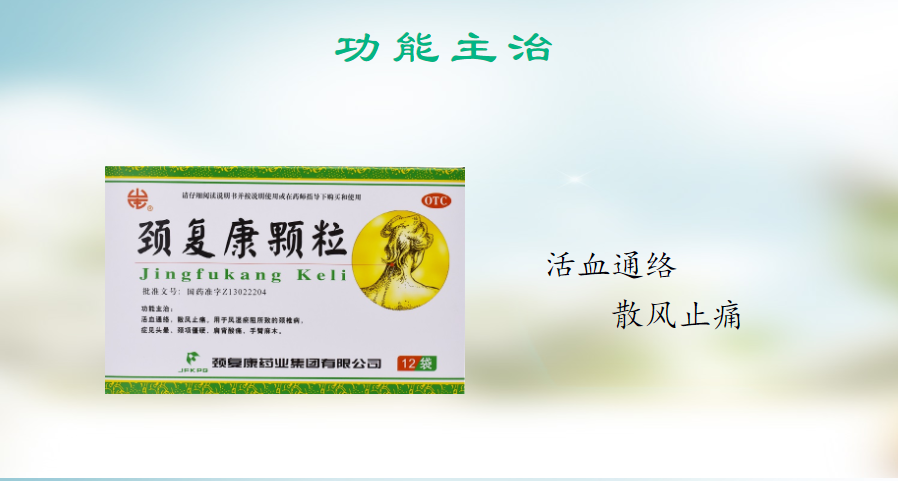 功能主治
请仔细阅读说明书并按说明使用或在药师指导下购买和使用
OTC
颈复康颗粒
Jingfukang Keli
批准文号：国药准字Z13022204
功能主治：
活血通络，散风止痛。用于风湿瘀阻所致的颈椎病，
症见头晕、颈项僵硬、肩背酸痛、手臂麻木。
JFKPG
颈复康药业集团有限公司
12袋
活血通络
散风止痛